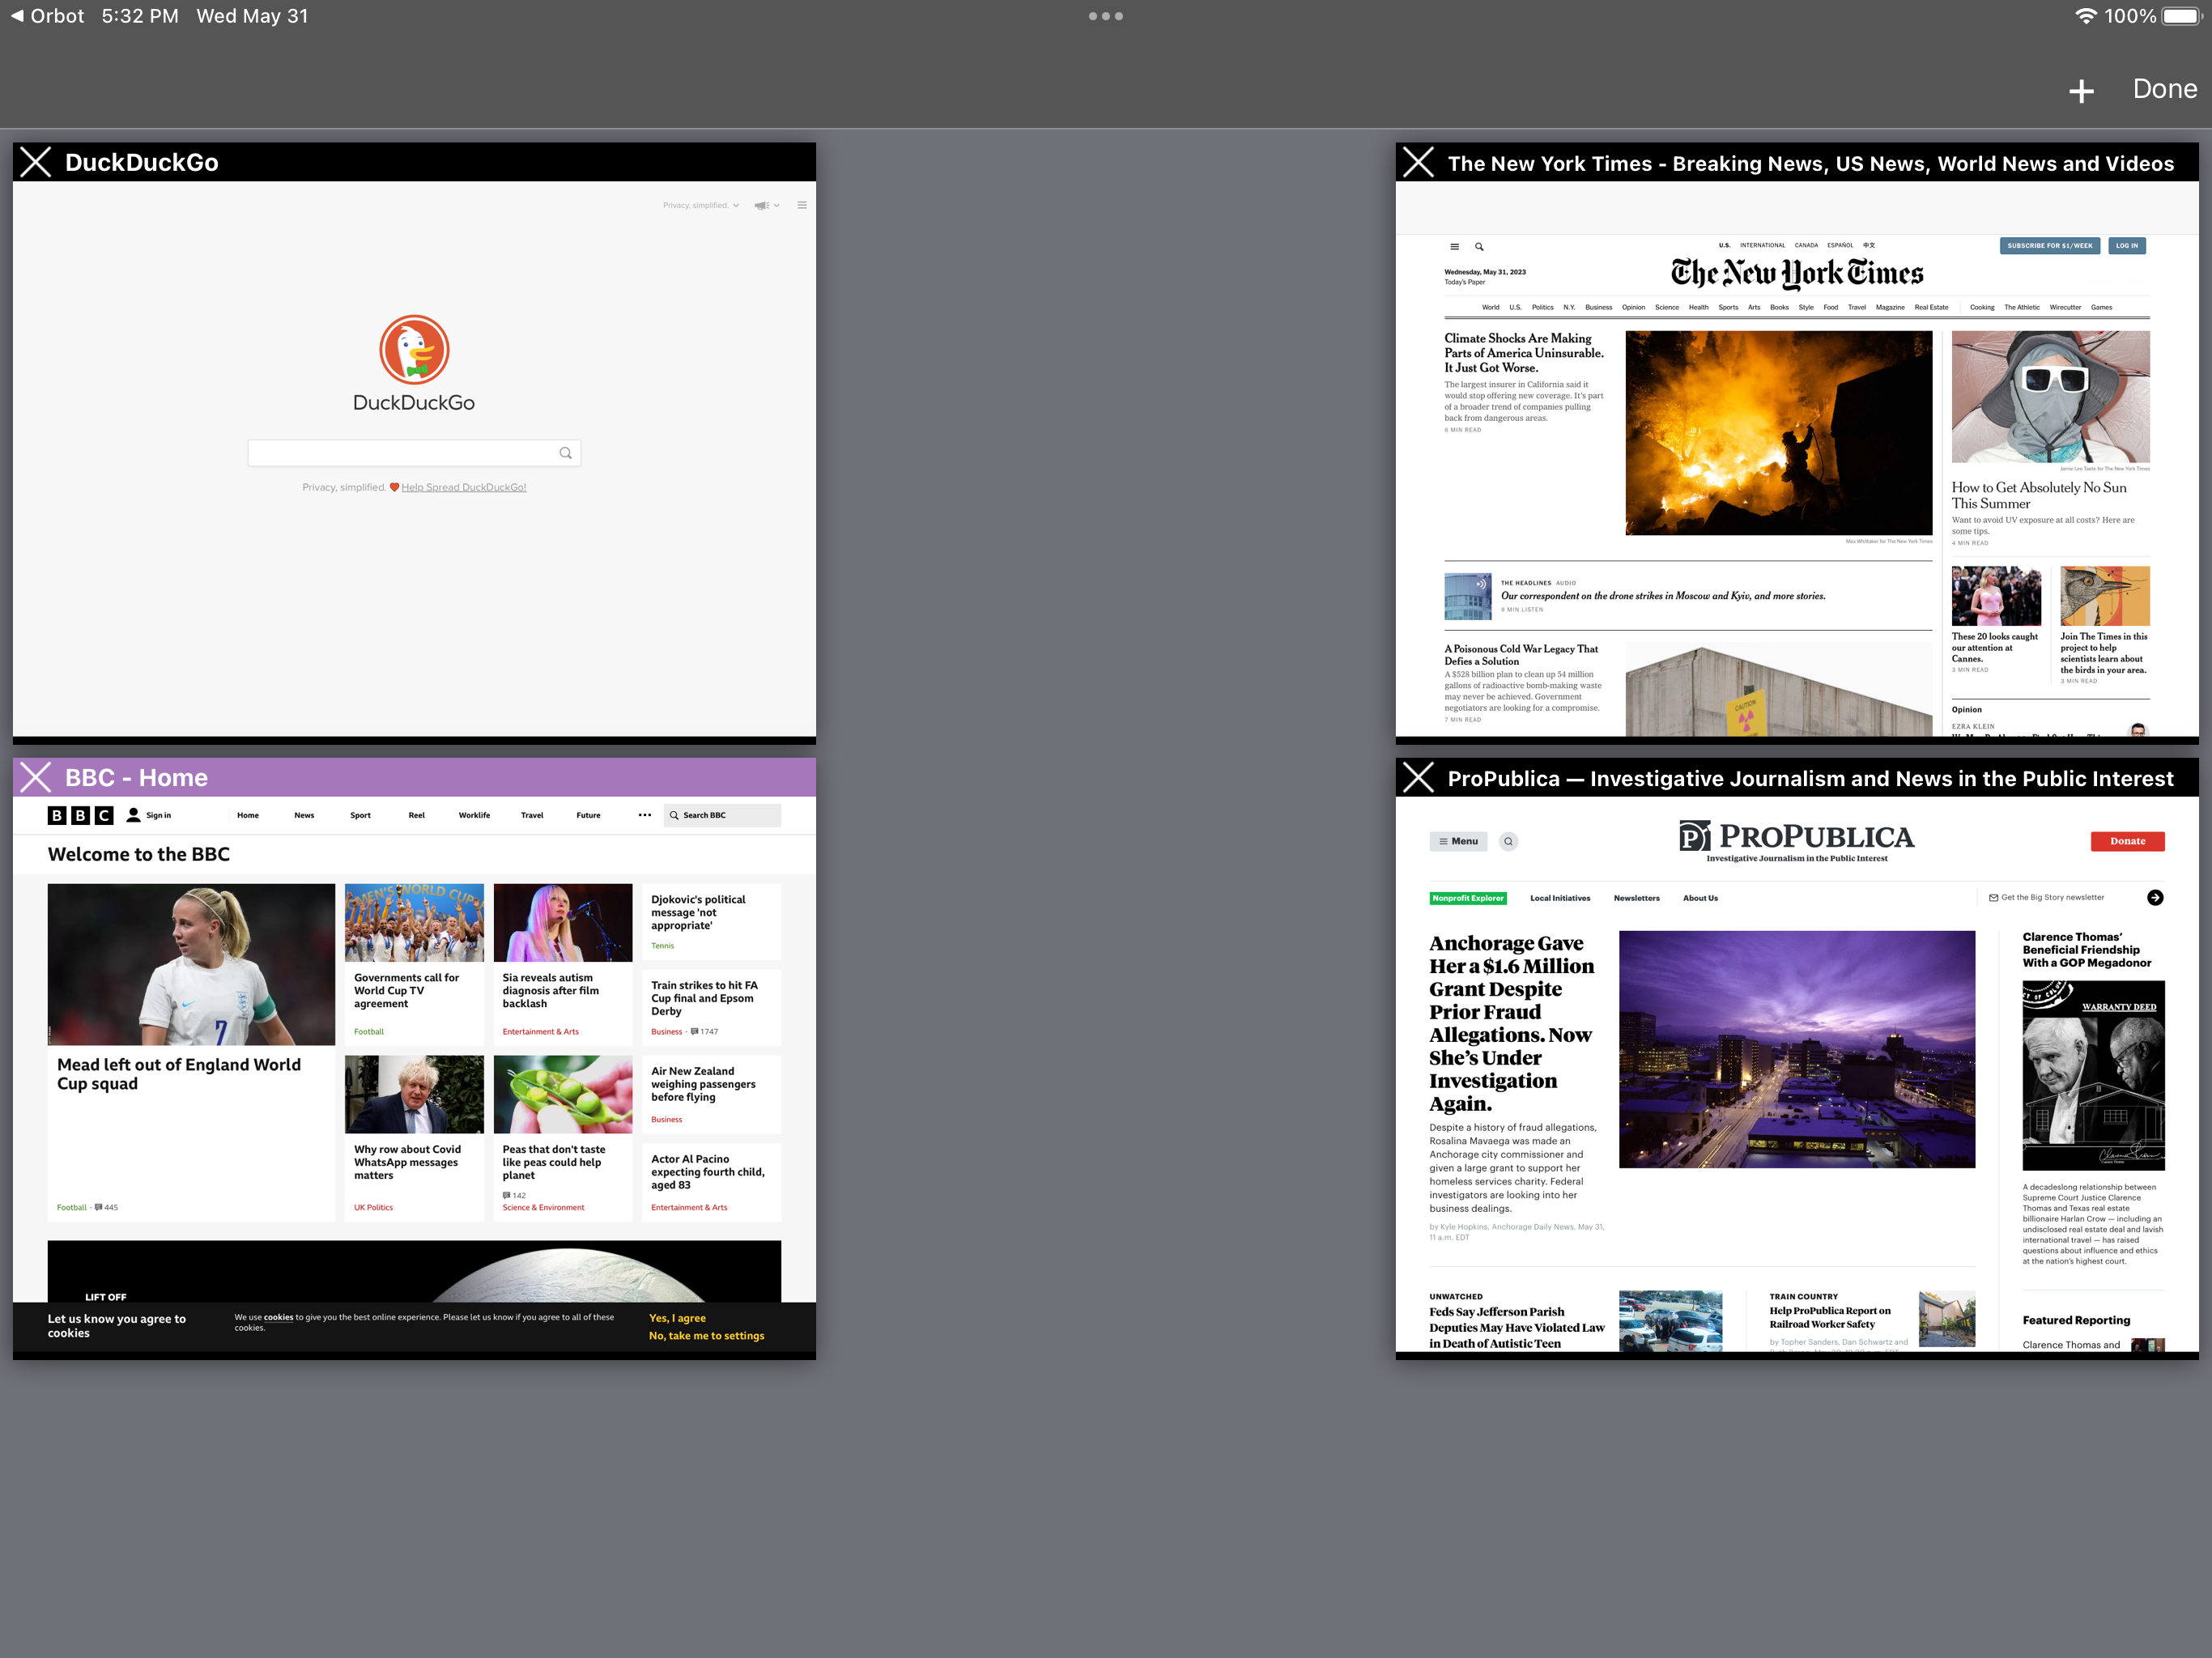 Orbot 5:32 PM Wed May 31
100%
Done
DuckDuckGo
Privacy, simplified.
DuckDuckGo
Privacy, simplified. Help Spread DuckDuckGo!
The New York Times - Breaking News, US News, World News and Videos
U.S. INTERNATIONAL CANADA ESPAÑOL 中文
SUBSCRIBE FOR $1/WEEK LOG IN
Wednesday, May 31, 2023
Today's Paper
The New York Times
World U.S. Politics N.Y. Business Opinion Science Health Sports Arts Books Style Food Travel Magazine Real Estate Cooking The Athletic Wirecutter Games
Climate Shocks Are Making
Parts of America Uninsurable.
It Just Got Worse.
The largest insurer in California said it
would stop offering new coverage. It's part
of a broader trend of companies pulling
back from dangerous areas.
6 MIN READ
Max Whittaker for The New York Times
THE HEADLINES AUDIO
Our correspondent on the drone strikes in Moscow and Kyiv, and more stories.
9 MIN LISTEN
A Poisonous Cold War Legacy That
Defies a Solution
A $528 billion plan to clean up 54 million
gallons of radioactive bomb-making waste
may never be achieved. Government
negotiators are looking for a compromise.
7 MIN READ
CAUTION
How to Get Absolutely No Sun
This Summer
Want to avoid UV exposure at all costs? Here are
some tips.
4 MIN READ
These 20 looks caught
our attention at
Cannes.
3 MIN READ
Join The Times in this
project to help
scientists learn about
the birds in your area.
3 MIN READ
Opinion
EZRA KLEIN
BBC - Home
BBC
Sign in
Home News Sport Reel Worklife Travel Future
Search BBC
Welcome to the BBC
7
Mead left out of England World
Cup squad
Football · 445
Governments call for
World Cup TV
agreement
Football
Sia reveals autism
diagnosis after film
backlash
Entertainment & Arts
Djokovic's political
message 'not
appropriate'
Tennis
Train strikes to hit FA
Cup final and Epsom
Derby
Business · 1747
Why row about Covid
WhatsApp messages
matters
UK Politics
Peas that don't taste
like peas could help
planet
142
Science & Environment
Air New Zealand
weighing passengers
before flying
Business
Actor Al Pacino
expecting fourth child,
aged 83
Entertainment & Arts
LIFT OFF
Let us know you agree to
cookies
We use cookies to give you the best online experience. Please let us know if you agree to all of these
cookies.
Yes, I agree
No, take me to settings
ProPublica — Investigative Journalism and News in the Public Interest
Menu
PROPUBLICA
Investigative Journalism in the Public Interest
Donate
Nonprofit Explorer Local Initiatives Newsletters About Us
Get the Big Story newsletter
Anchorage Gave
Her a $1.6 Million
Grant Despite
Prior Fraud
Allegations. Now
She's Under
Investigation
Again.
Despite a history of fraud allegations,
Rosalina Mavaega was made an
Anchorage city commissioner and
given a large grant to support her
homeless services charity. Federal
investigators are looking into her
business dealings.
by Kyle Hopkins, Anchorage Daily News, May 31,
11 a.m. EDT
UNWATCHED
Feds Say Jefferson Parish
Deputies May Have Violated Law
in Death of Autistic Teen
TRAIN COUNTRY
Help ProPublica Report on
Railroad Worker Safety
by Topher Sanders, Dan Schwartz and
Clarence Thomas'
Beneficial Friendship
With a GOP Megadonor
WARRANTY DEED
A decadeslong relationship between
Supreme Court Justice Clarence
Thomas and Texas real estate
billionaire Harlan Crow — including an
undisclosed real estate deal and lavish
international travel — has raised
questions about influence and ethics
at the nation's highest court.
Featured Reporting
Clarence Thomas and